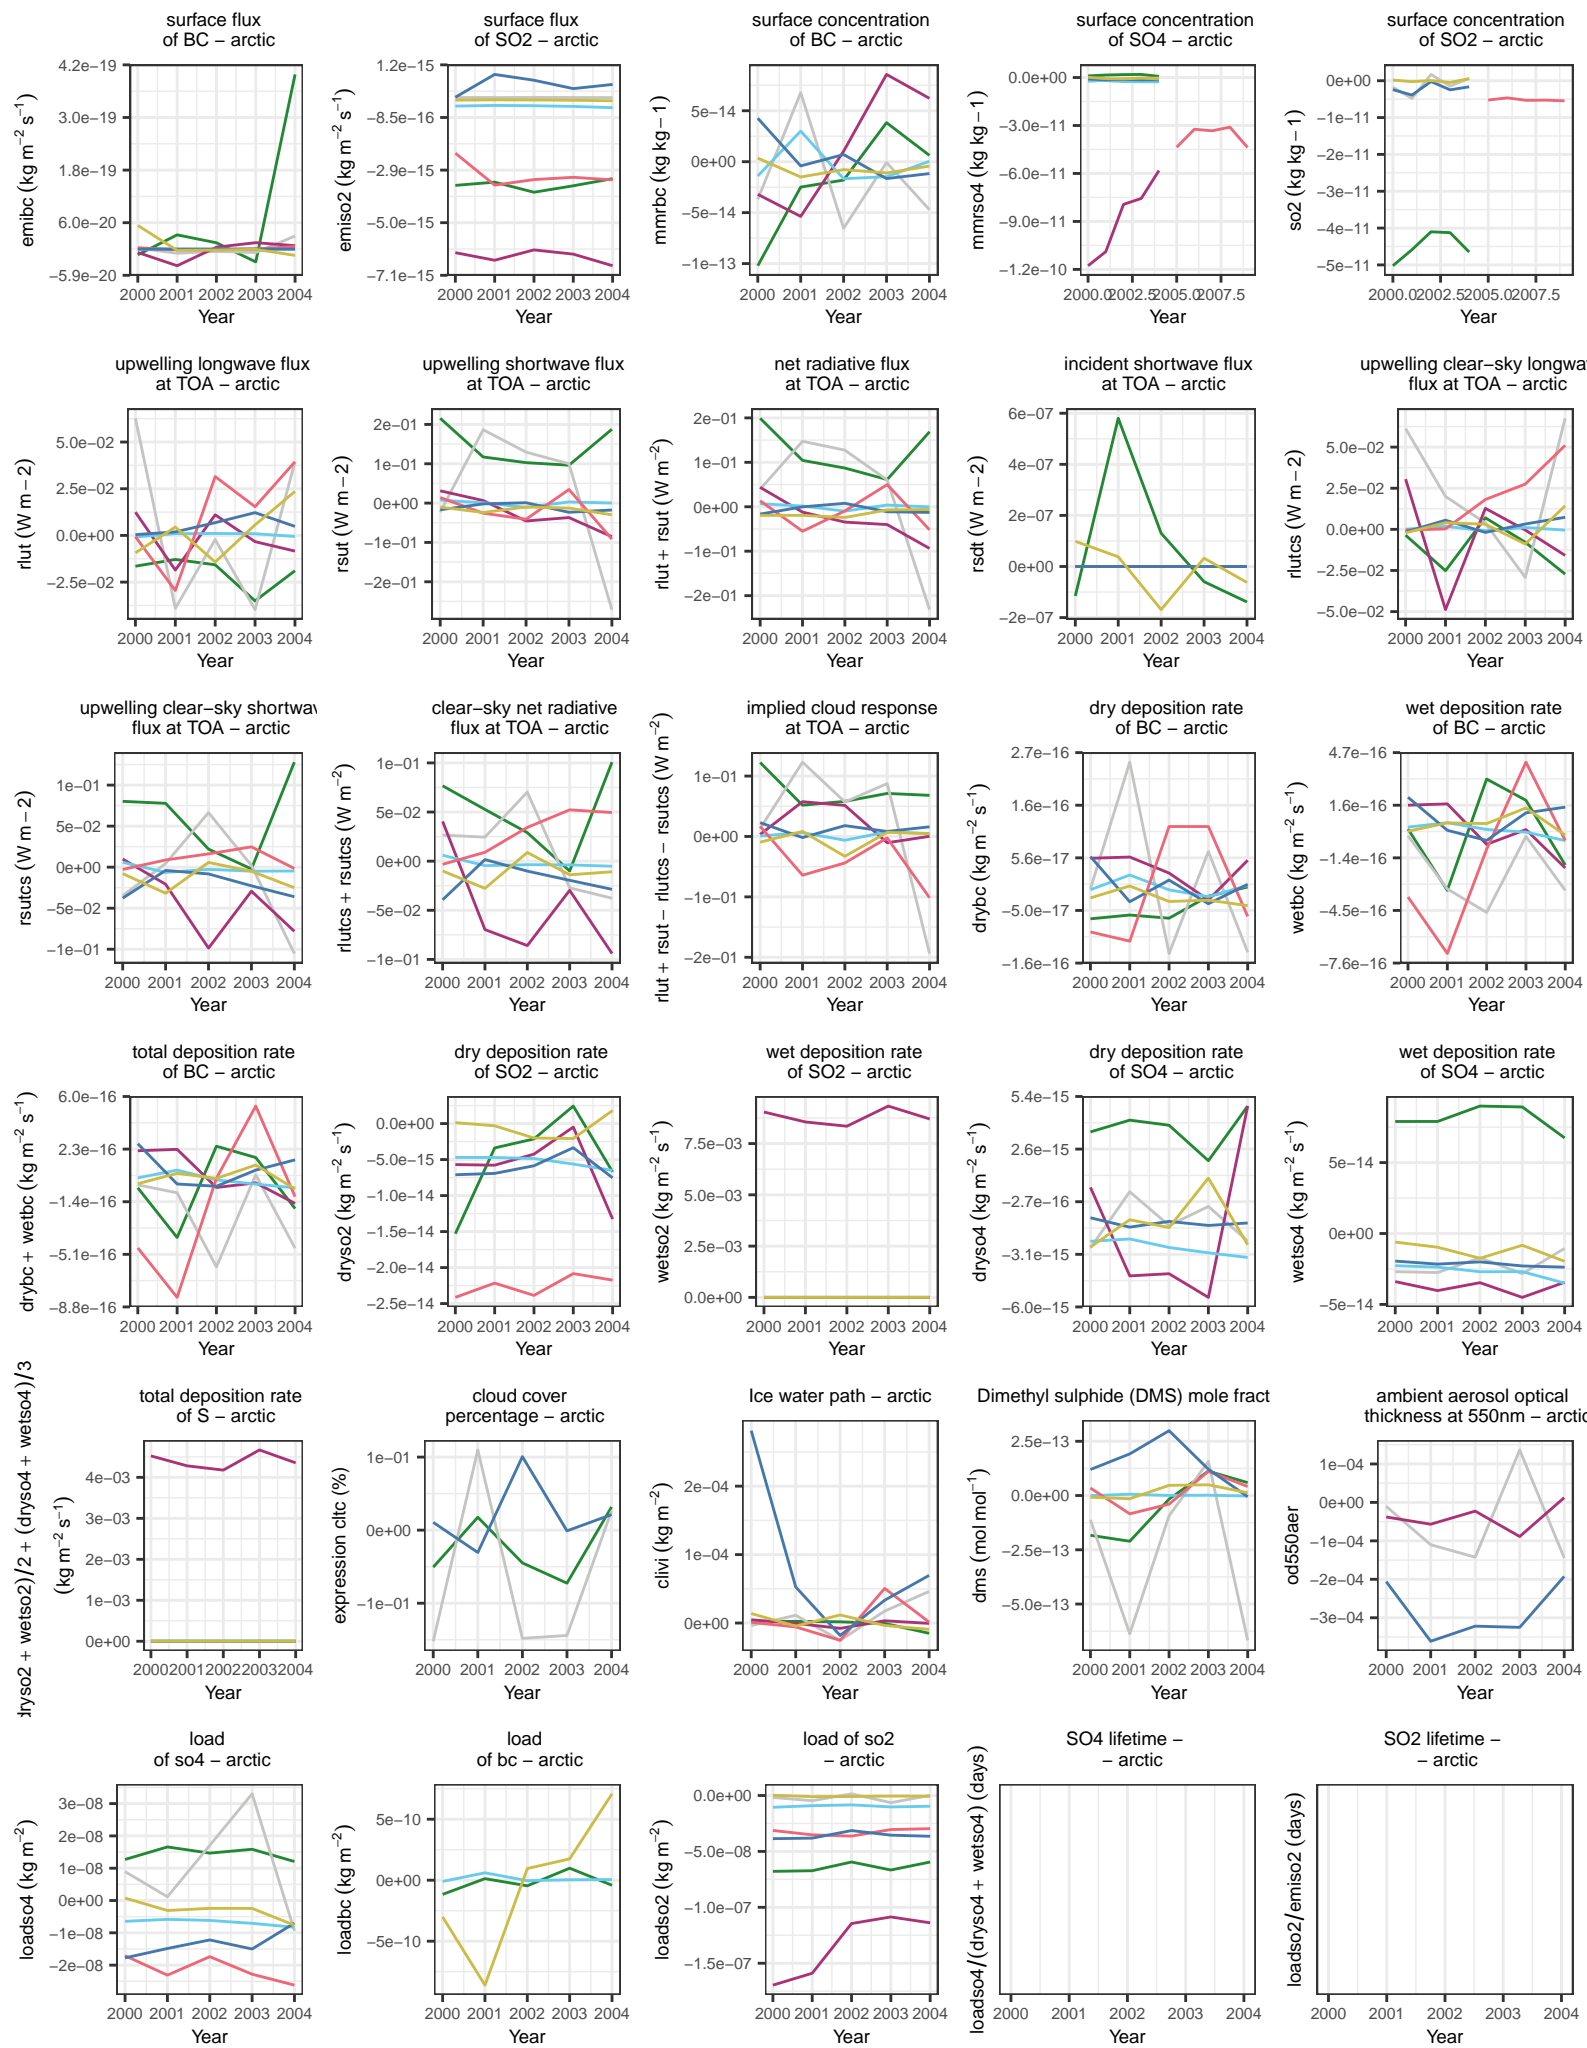 surface flux
of BC − arctic
emibc (kg m−2 s−1)
4.2e−19
3.0e−19
1.8e−19
6.0e−20
−5.9e−20
2000 2001 2002 2003 2004
Year
surface flux
of SO2 − arctic
emiso2 (kg m−2 s−1)
1.2e−15
−8.5e−16
−2.9e−15
−5.0e−15
−7.1e−15
2000 2001 2002 2003 2004
Year
surface concentration
of BC − arctic
mmrbc (kg kg − 1)
5e−14
0e+00
−5e−14
−1e−13
2000 2001 2002 2003 2004
Year
surface concentration
of SO4 − arctic
mmrso4 (kg kg − 1)
0.0e+00
−3.0e−11
−6.0e−11
−9.0e−11
−1.2e−10
2000.02002.52005.02007.5
Year
surface concentration
of SO2 − arctic
so2 (kg kg − 1)
0e+00
−1e−11
−2e−11
−3e−11
−4e−11
−5e−11
2000.02002.52005.02007.5
Year
upwelling longwave flux
at TOA − arctic
rlut (W m − 2)
5.0e−02
2.5e−02
0.0e+00
−2.5e−02
2000 2001 2002 2003 2004
Year
upwelling shortwave flux
at TOA − arctic
rsut (W m − 2)
2e−01
1e−01
0e+00
−1e−01
−2e−01
2000 2001 2002 2003 2004
Year
net radiative flux
at TOA − arctic
rlut + rsut (W m−2)
2e−01
1e−01
0e+00
−1e−01
−2e−01
2000 2001 2002 2003 2004
Year
incident shortwave flux
at TOA − arctic
rsdt (W m − 2)
6e−07
4e−07
2e−07
0e+00
−2e−07
2000 2001 2002 2003 2004
Year
upwelling clear−sky longwa
flux at TOA − arctic
rlutcs (W m − 2)
5.0e−02
2.5e−02
0.0e+00
−2.5e−02
−5.0e−02
2000 2001 2002 2003 2004
Year
upwelling clear−sky shortwav
flux at TOA − arctic
rsutcs (W m − 2)
1e−01
5e−02
0e+00
−5e−02
−1e−01
2000 2001 2002 2003 2004
Year
clear−sky net radiative
flux at TOA − arctic
rlutcs + rsutcs (W m−2)
1e−01
5e−02
0e+00
−5e−02
−1e−01
2000 2001 2002 2003 2004
Year
implied cloud response
at TOA − arctic
rlut + rsut − rlutcs − rsutcs (W m−2)
1e−01
0e+00
−1e−01
−2e−01
2000 2001 2002 2003 2004
Year
dry deposition rate
of BC − arctic
drybc (kg m−2 s−1)
2.7e−16
1.6e−16
5.6e−17
−5.0e−17
−1.6e−16
2000 2001 2002 2003 2004
Year
wet deposition rate
of BC − arctic
wetbc (kg m−2 s−1)
4.7e−16
1.6e−16
−1.4e−16
−4.5e−16
−7.6e−16
2000 2001 2002 2003 2004
Year
total deposition rate
of BC − arctic
drybc + wetbc (kg m−2 s−1)
6.0e−16
2.3e−16
−1.4e−16
−5.1e−16
−8.8e−16
2000 2001 2002 2003 2004
Year
dry deposition rate
of SO2 − arctic
dryso2 (kg m−2 s−1)
0.0e+00
−5.0e−15
−1.0e−14
−1.5e−14
−2.0e−14
−2.5e−14
2000 2001 2002 2003 2004
Year
wet deposition rate
of SO2 − arctic
wetso2 (kg m−2 s−1)
7.5e−03
5.0e−03
2.5e−03
0.0e+00
2000 2001 2002 2003 2004
Year
dry deposition rate
of SO4 − arctic
dryso4 (kg m−2 s−1)
5.4e−15
2.6e−15
−2.7e−16
−3.1e−15
−6.0e−15
2000 2001 2002 2003 2004
Year
wet deposition rate
of SO4 − arctic
wetso4 (kg m−2 s−1)
5e−14
0e+00
−5e−14
2000 2001 2002 2003 2004
Year
total deposition rate
of S − arctic
dryso2 + wetso2)/2 + (dryso4 + wetso4)/3
(kg m−2 s−1)
4e−03
3e−03
2e−03
1e−03
0e+00
20002001200220032004
Year
cloud cover
percentage − arctic
expression cltc (%)
1e−01
0e+00
−1e−01
2000 2001 2002 2003 2004
Year
Ice water path − arctic
clivi (kg m−2)
2e−04
1e−04
0e+00
2000 2001 2002 2003 2004
Year
Dimethyl sulphide (DMS) mole fract
dms (mol mol−1)
2.5e−13
0.0e+00
−2.5e−13
−5.0e−13
2000 2001 2002 2003 2004
Year
ambient aerosol optical
thickness at 550nm − arctic
od550aer
1e−04
0e+00
−1e−04
−2e−04
−3e−04
2000 2001 2002 2003 2004
Year
load
of so4 − arctic
loadso4 (kg m−2)
3e−08
2e−08
1e−08
0e+00
−1e−08
−2e−08
2000 2001 2002 2003 2004
Year
load
of bc − arctic
loadbc (kg m−2)
5e−10
0e+00
−5e−10
2000 2001 2002 2003 2004
Year
load of so2
− arctic
loadso2 (kg m−2)
0.0e+00
−5.0e−08
−1.0e−07
−1.5e−07
2000 2001 2002 2003 2004
Year
SO4 lifetime −
− arctic
loadso4/(dryso4 + wetso4) (days)
2000 2001 2002 2003 2004
Year
SO2 lifetime −
− arctic
loadso2/emiso2 (days)
2000 2001 2002 2003 2004
Year